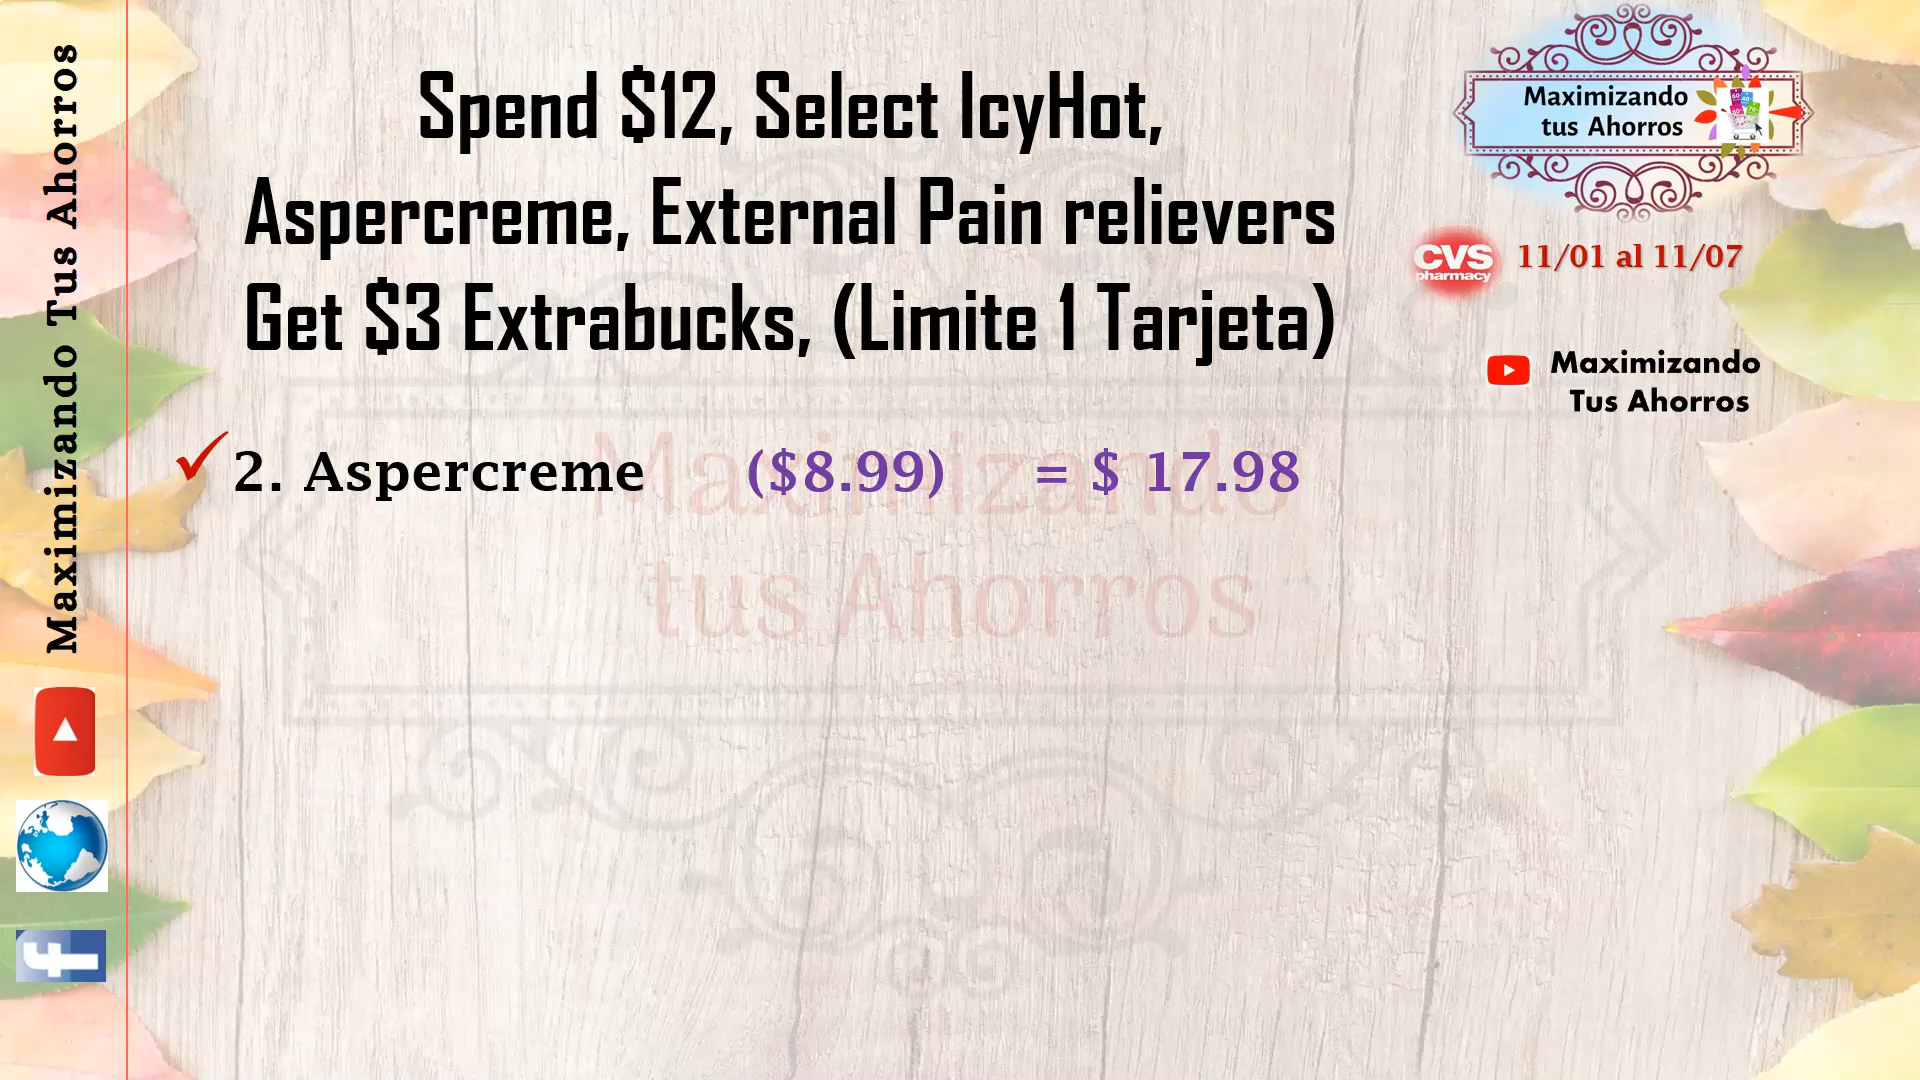 Maximizando Tus Ahorros
Spend $12, Select IcyHot,
Aspercreme, External Pain relievers
Get $3 Extrabucks, (Limite 1 Tarjeta)
Maximizando
tus Ahorros
CVS
pharmacy
11/01 al 11/07
Maximizando
Tus Ahorros
✓ 2. Aspercreme ($8.99) = $ 17.98
Maximizando
tus Ahorros